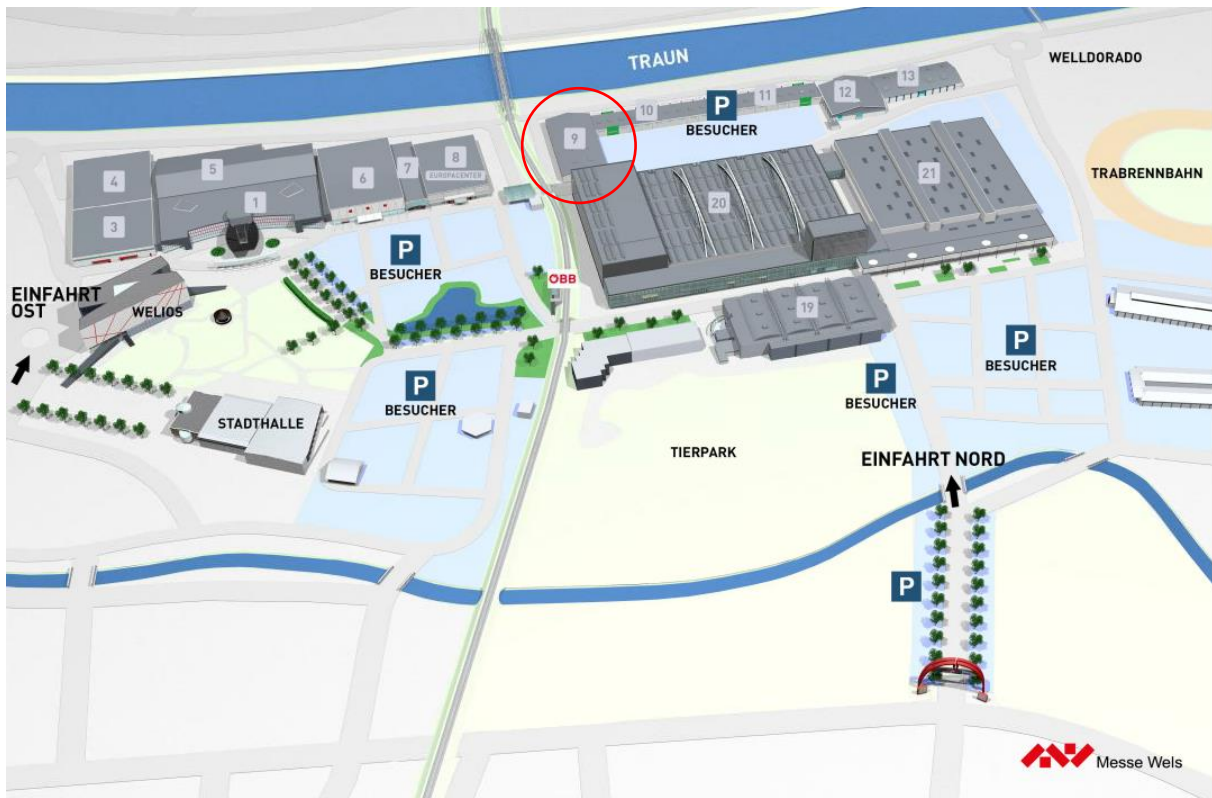 TRAUN
WELLDORADO
13
12
11
10
P
BESUCHER
9
8
EUROPACENTER
7
6
5
4
3
1
21
20
19
TRABRENNBAHN
P
BESUCHER
ÖBB
EINFAHRT
OST
WELIOS
P
BESUCHER
P
BESUCHER
P
BESUCHER
STADTHALLE
TIERPARK
EINFAHRT NORD
P
Messe Wels